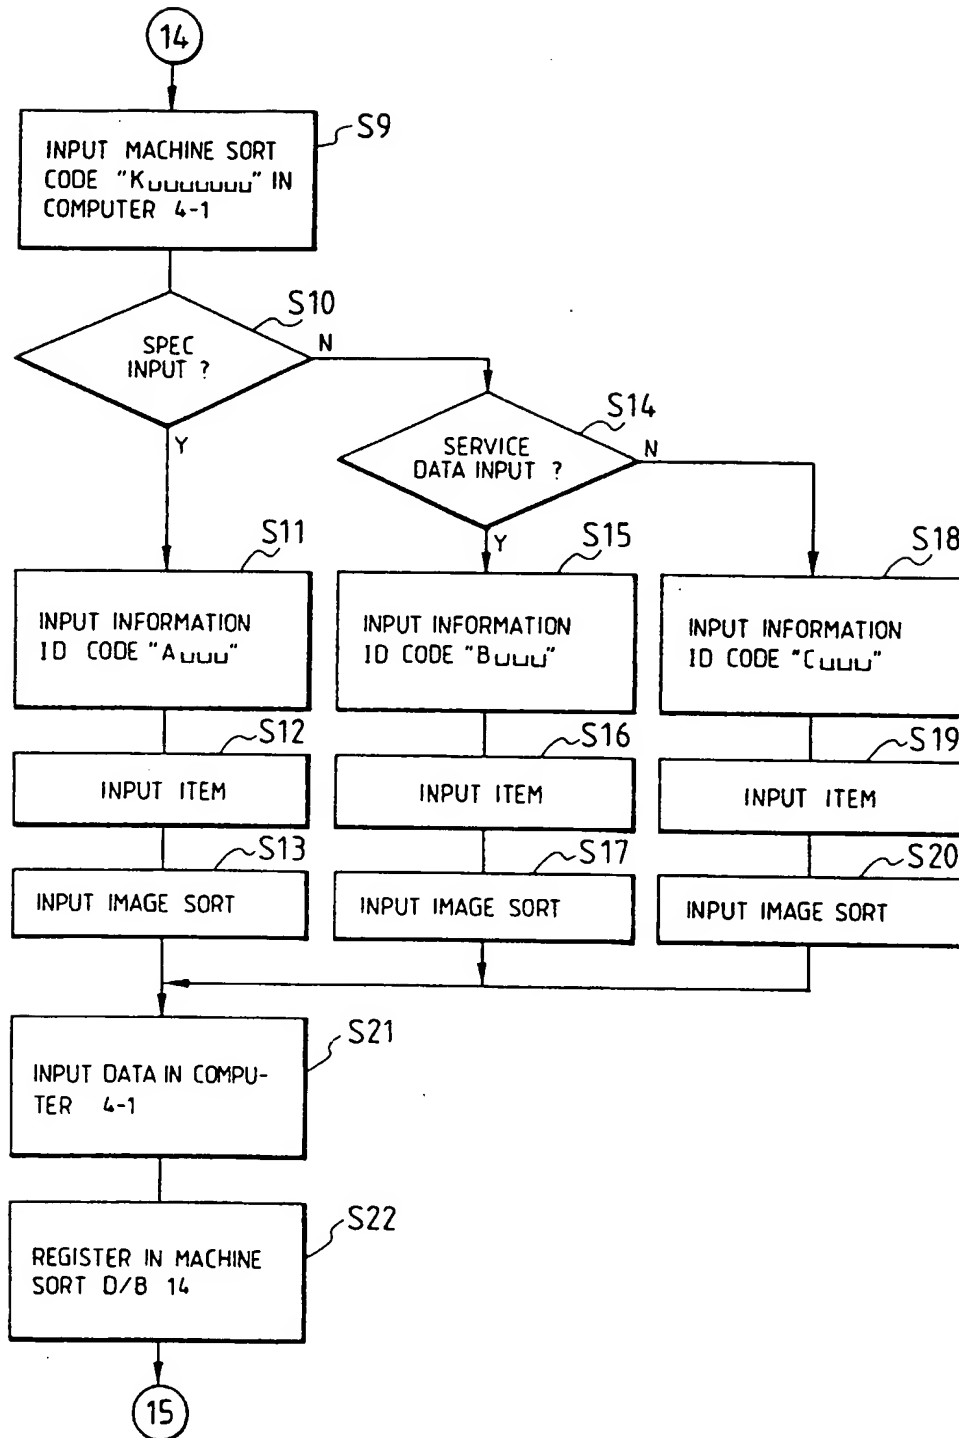 14
S9
INPUT MACHINE SORT
CODE "K␣␣␣␣␣␣␣" IN
COMPUTER 4-1
S10
SPEC
INPUT ?
N
Y
S14
SERVICE
DATA INPUT ?
N
Y
S11
INPUT INFORMATION
ID CODE "A␣␣␣"
S15
INPUT INFORMATION
ID CODE "B␣␣␣"
S18
INPUT INFORMATION
ID CODE "C␣␣␣"
S12
INPUT ITEM
S16
INPUT ITEM
S19
INPUT ITEM
S13
INPUT IMAGE SORT
S17
INPUT IMAGE SORT
S20
INPUT IMAGE SORT
S21
INPUT DATA IN COMPU-
TER 4-1
S22
REGISTER IN MACHINE
SORT D/B 14
15